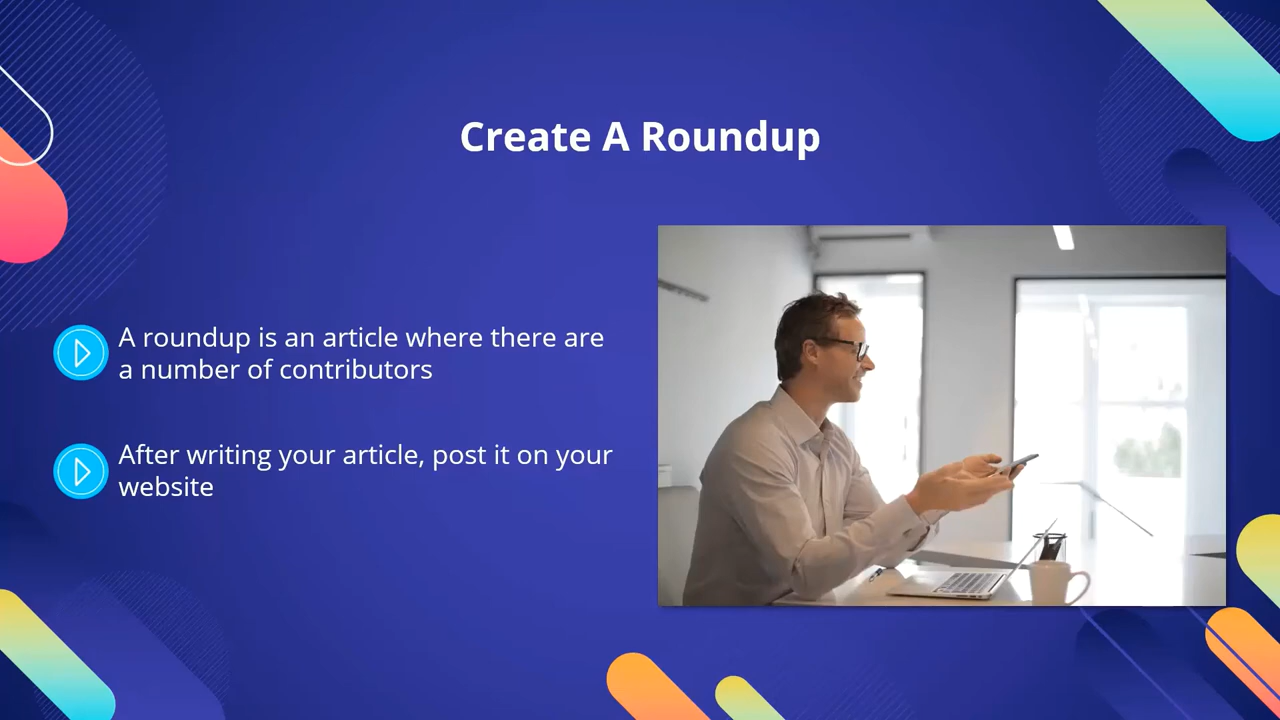 Create A Roundup
A roundup is an article where there are
a number of contributors
After writing your article, post it on your
website